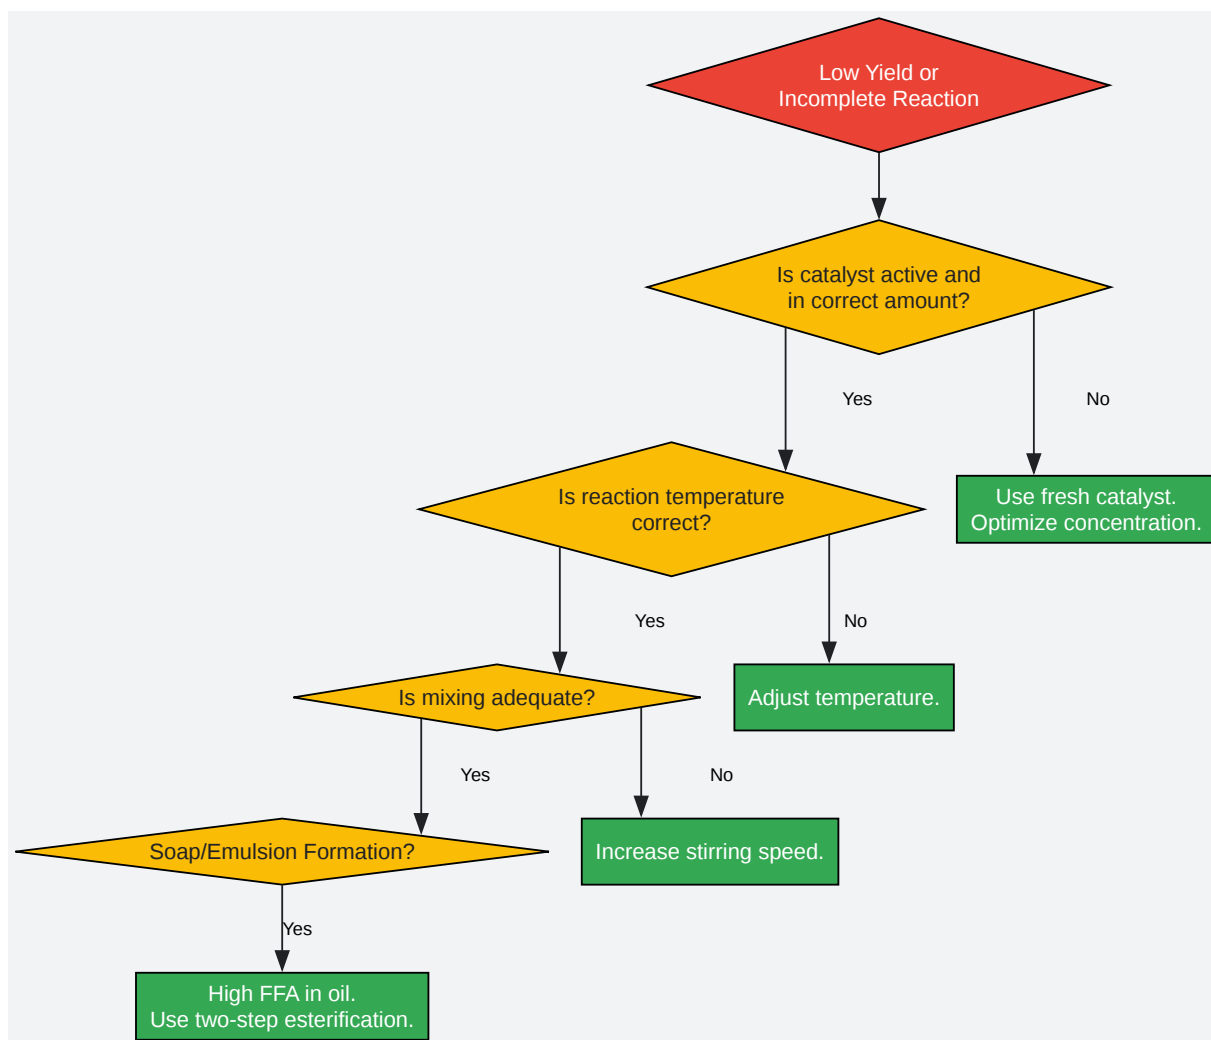 Low Yield or
Incomplete Reaction
Is catalyst active and
in correct amount?
Yes
No
Use fresh catalyst.
Optimize concentration.
Is reaction temperature
correct?
Yes
No
Adjust temperature.
Is mixing adequate?
Yes
No
Increase stirring speed.
Soap/Emulsion Formation?
Yes
High FFA in oil.
Use two-step esterification.